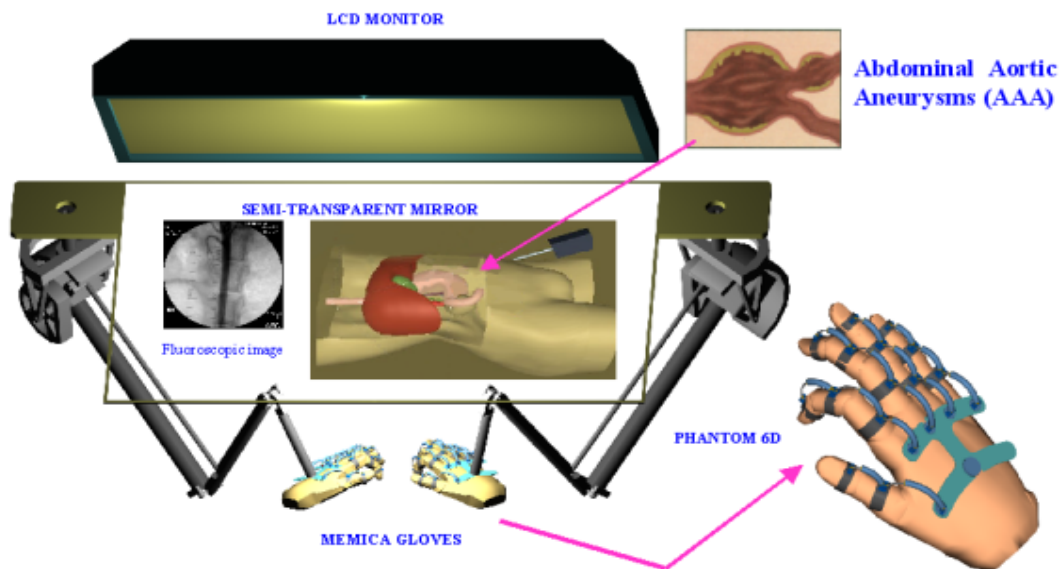 LCD MONITOR
Abdominal Aortic
Aneurysms (AAA)
SEMI-TRANSPARENT MIRROR
Fluoroscopic image
PHANTOM 6D
MEMICA GLOVES